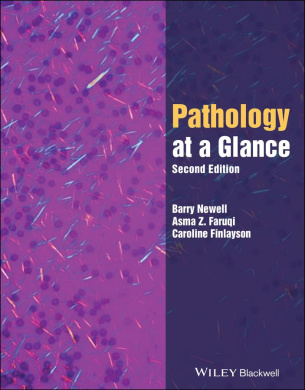 Pathology
at a Glance
Second Edition
Barry Newell
Asma Z. Faruqi
Caroline Finlayson
WILEY Blackwell